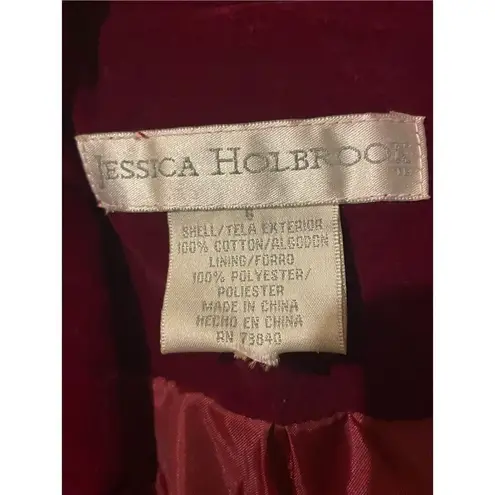 JESSICA HOLBROOK
6
SHELL/TELA EXTERIOR
100% COTTON/ALGODON
LINING/FORRO
100% POLYESTER/
POLIESTER
MADE IN CHINA
HECHO EN CHINA
RN 73840